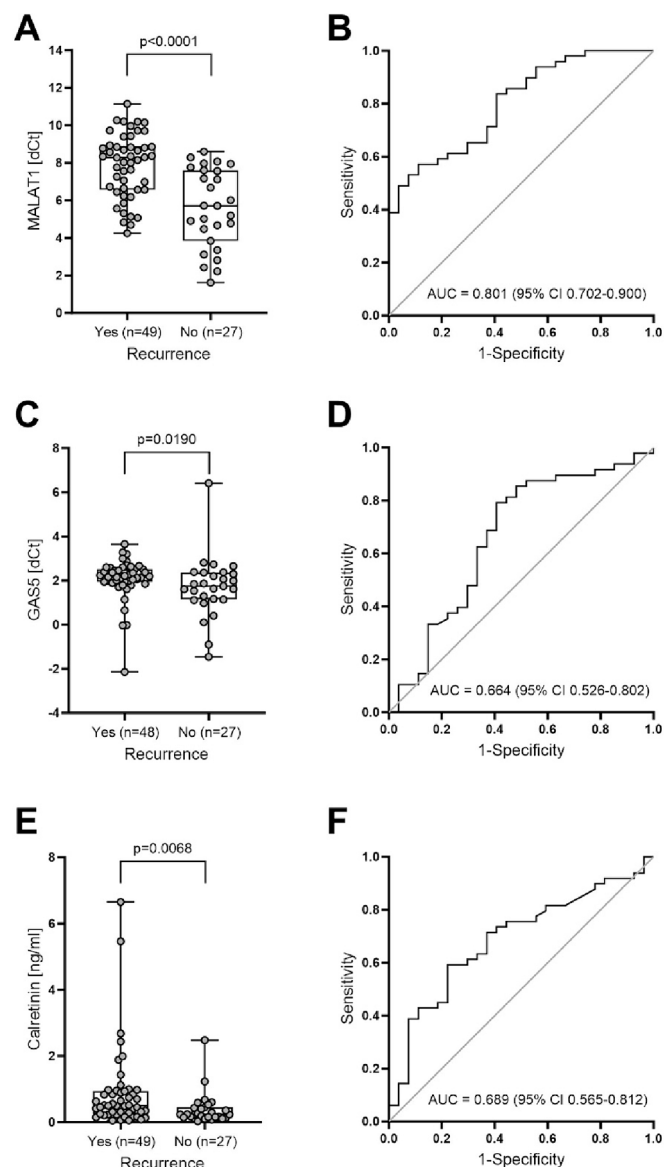 A
p<0.0001
MALAT1 [dCt]
14
12
10
8
6
4
2
0
Yes (n=49) No (n=27)
Recurrence
B
Sensitivity
1.0
0.8
0.6
0.4
0.2
0.0
AUC = 0.801 (95% CI 0.702-0.900)
0.0 0.2 0.4 0.6 0.8 1.0
1-Specificity
C
p=0.0190
GAS5 [dCt]
8
6
4
2
0
-2
-4
Yes (n=48) No (n=27)
Recurrence
D
Sensitivity
1.0
0.8
0.6
0.4
0.2
0.0
AUC = 0.664 (95% CI 0.526-0.802)
0.0 0.2 0.4 0.6 0.8 1.0
1-Specificity
E
p=0.0068
Calretinin [ng/ml]
8
6
4
2
0
Yes (n=49) No (n=27)
Recurrence
F
Sensitivity
1.0
0.8
0.6
0.4
0.2
0.0
AUC = 0.689 (95% CI 0.565-0.812)
0.0 0.2 0.4 0.6 0.8 1.0
1-Specificity